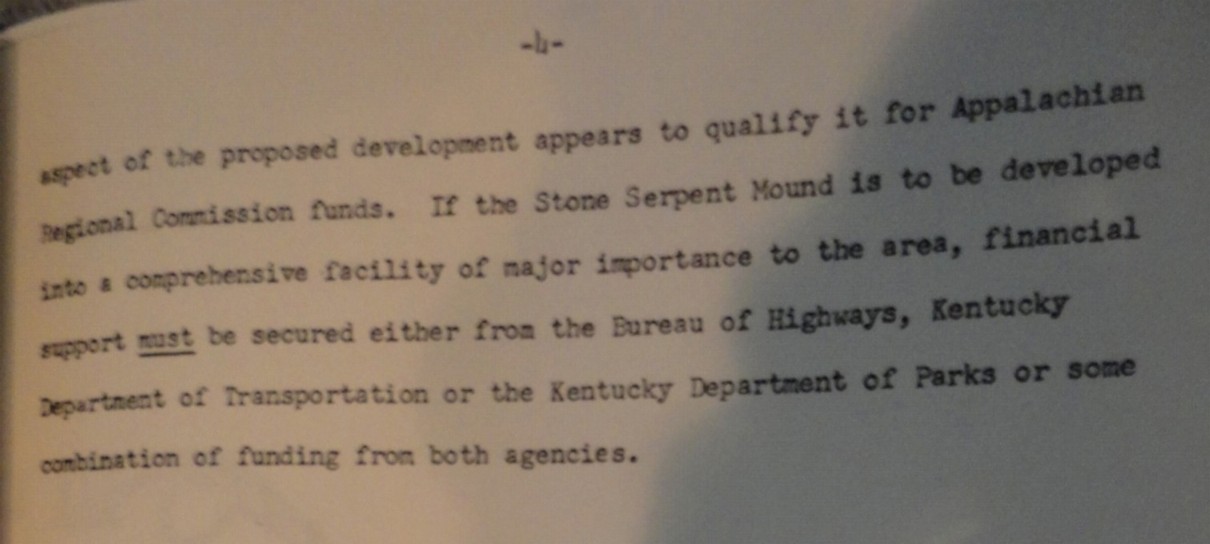 -4-
aspect of the proposed development appears to qualify it for Appalachian
Regional Commission funds. If the Stone Serpent Mound is to be developed
into a comprehensive facility of major importance to the area, financial
support must be secured either from the Bureau of Highways, Kentucky
Department of Transportation or the Kentucky Department of Parks or some
combination of funding from both agencies.